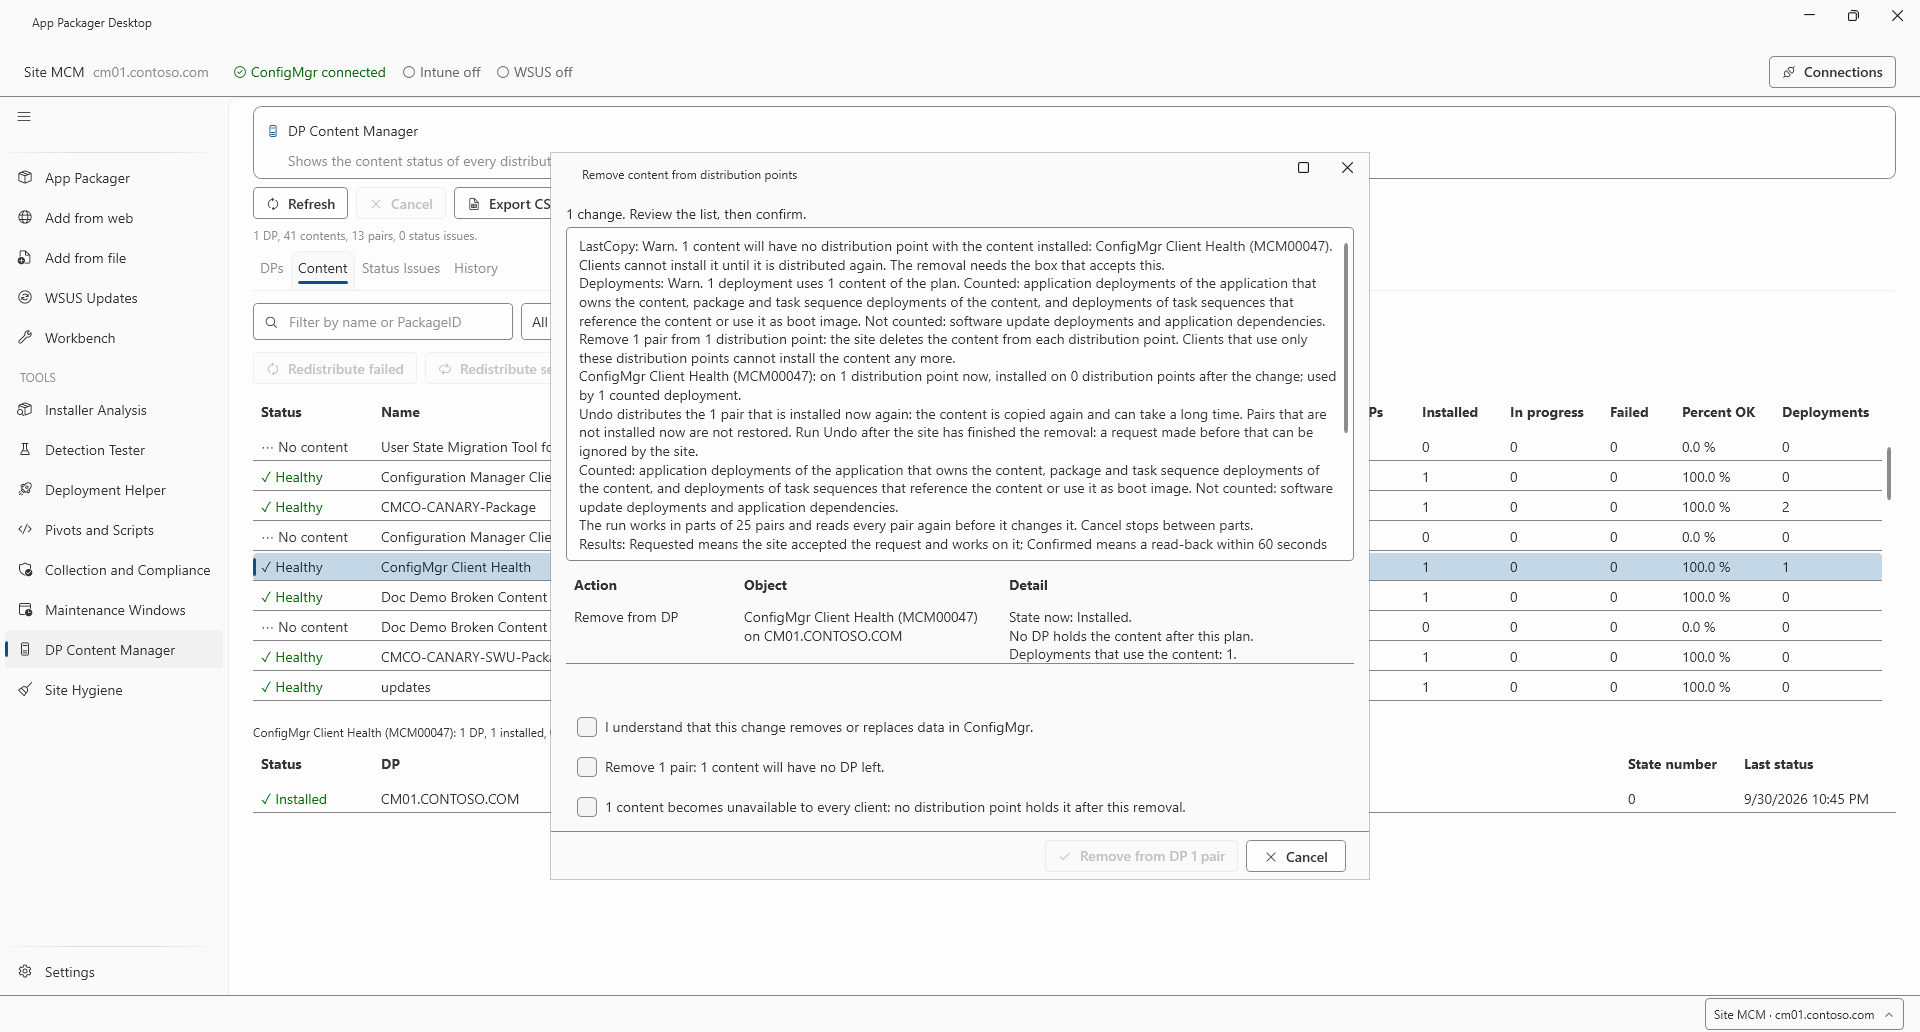 App Packager Desktop
Site MCM cm01.contoso.com ConfigMgr connected Intune off WSUS off Connections
App Packager
Add from web
Add from file
WSUS Updates
Workbench
TOOLS
Installer Analysis
Detection Tester
Deployment Helper
Pivots and Scripts
Collection and Compliance
Maintenance Windows
DP Content Manager
Site Hygiene
Settings
DP Content Manager
Shows the content status of every distribut
Refresh Cancel Export CS
1 DP, 41 contents, 13 pairs, 0 status issues.
DPs Content Status Issues History
Filter by name or PackageID All
Redistribute failed Redistribute se
Status Name Ps Installed In progress Failed Percent OK Deployments
No content User State Migration Tool fo 0 0 0 0.0 % 0
Healthy Configuration Manager Clie 1 0 0 100.0 % 0
Healthy CMCO-CANARY-Package 1 0 0 100.0 % 2
No content Configuration Manager Clie 0 0 0 0.0 % 0
Healthy ConfigMgr Client Health 1 0 0 100.0 % 1
Healthy Doc Demo Broken Content 1 0 0 100.0 % 0
No content Doc Demo Broken Content 0 0 0 0.0 % 0
Healthy CMCO-CANARY-SWU-Packa 1 0 0 100.0 % 0
Healthy updates 1 0 0 100.0 % 0
ConfigMgr Client Health (MCM00047): 1 DP, 1 installed,
Status DP State number Last status
Installed CM01.CONTOSO.COM 0 9/30/2026 10:45 PM
Remove content from distribution points
1 change. Review the list, then confirm.
LastCopy: Warn. 1 content will have no distribution point with the content installed: ConfigMgr Client Health (MCM00047).
Clients cannot install it until it is distributed again. The removal needs the box that accepts this.
Deployments: Warn. 1 deployment uses 1 content of the plan. Counted: application deployments of the application that
owns the content, package and task sequence deployments of the content, and deployments of task sequences that
reference the content or use it as boot image. Not counted: software update deployments and application dependencies.
Remove 1 pair from 1 distribution point: the site deletes the content from each distribution point. Clients that use only
these distribution points cannot install the content any more.
ConfigMgr Client Health (MCM00047): on 1 distribution point now, installed on 0 distribution points after the change; used
by 1 counted deployment.
Undo distributes the 1 pair that is installed now again: the content is copied again and can take a long time. Pairs that are
not installed now are not restored. Run Undo after the site has finished the removal: a request made before that can be
ignored by the site.
Counted: application deployments of the application that owns the content, package and task sequence deployments of
the content, and deployments of task sequences that reference the content or use it as boot image. Not counted: software
update deployments and application dependencies.
The run works in parts of 25 pairs and reads every pair again before it changes it. Cancel stops between parts.
Results: Requested means the site accepted the request and works on it; Confirmed means a read-back within 60 seconds
Action Object Detail
Remove from DP ConfigMgr Client Health (MCM00047) State now: Installed.
on CM01.CONTOSO.COM No DP holds the content after this plan.
Deployments that use the content: 1.
I understand that this change removes or replaces data in ConfigMgr.
Remove 1 pair: 1 content will have no DP left.
1 content becomes unavailable to every client: no distribution point holds it after this removal.
Remove from DP 1 pair Cancel
Site MCM · cm01.contoso.com